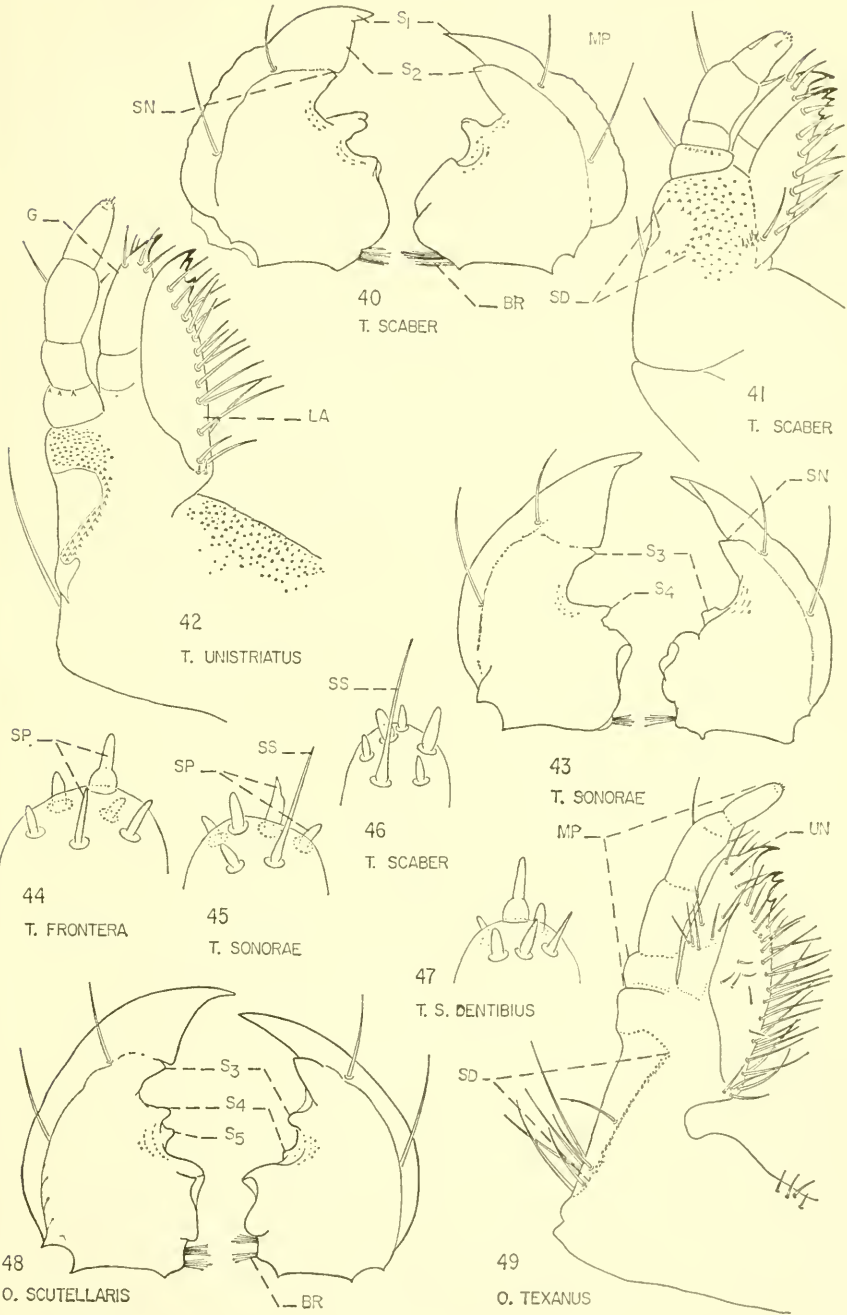 S1
MP
S2
SN
G
40
T. SCABER
BR
SD
41
T. SCABER
LA
SN
S3
S4
42
T. UNISTRIATUS
SS
SP
SS
SP
43
T. SONORAE
46
T. SCABER
MP
UN
44
T. FRONTERA
45
T. SONORAE
47
T. S. DENTIBIUS
S3
SD
S4
S5
48
O. SCUTELLARIS
BR
49
O. TEXANUS